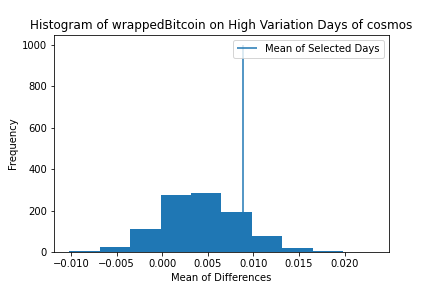 Histogram of wrappedBitcoin on High Variation Days of cosmos
Mean of Selected Days
1000
800
600
400
200
0
Frequency
−0.010 −0.005 0.000 0.005 0.010 0.015 0.020
Mean of Differences